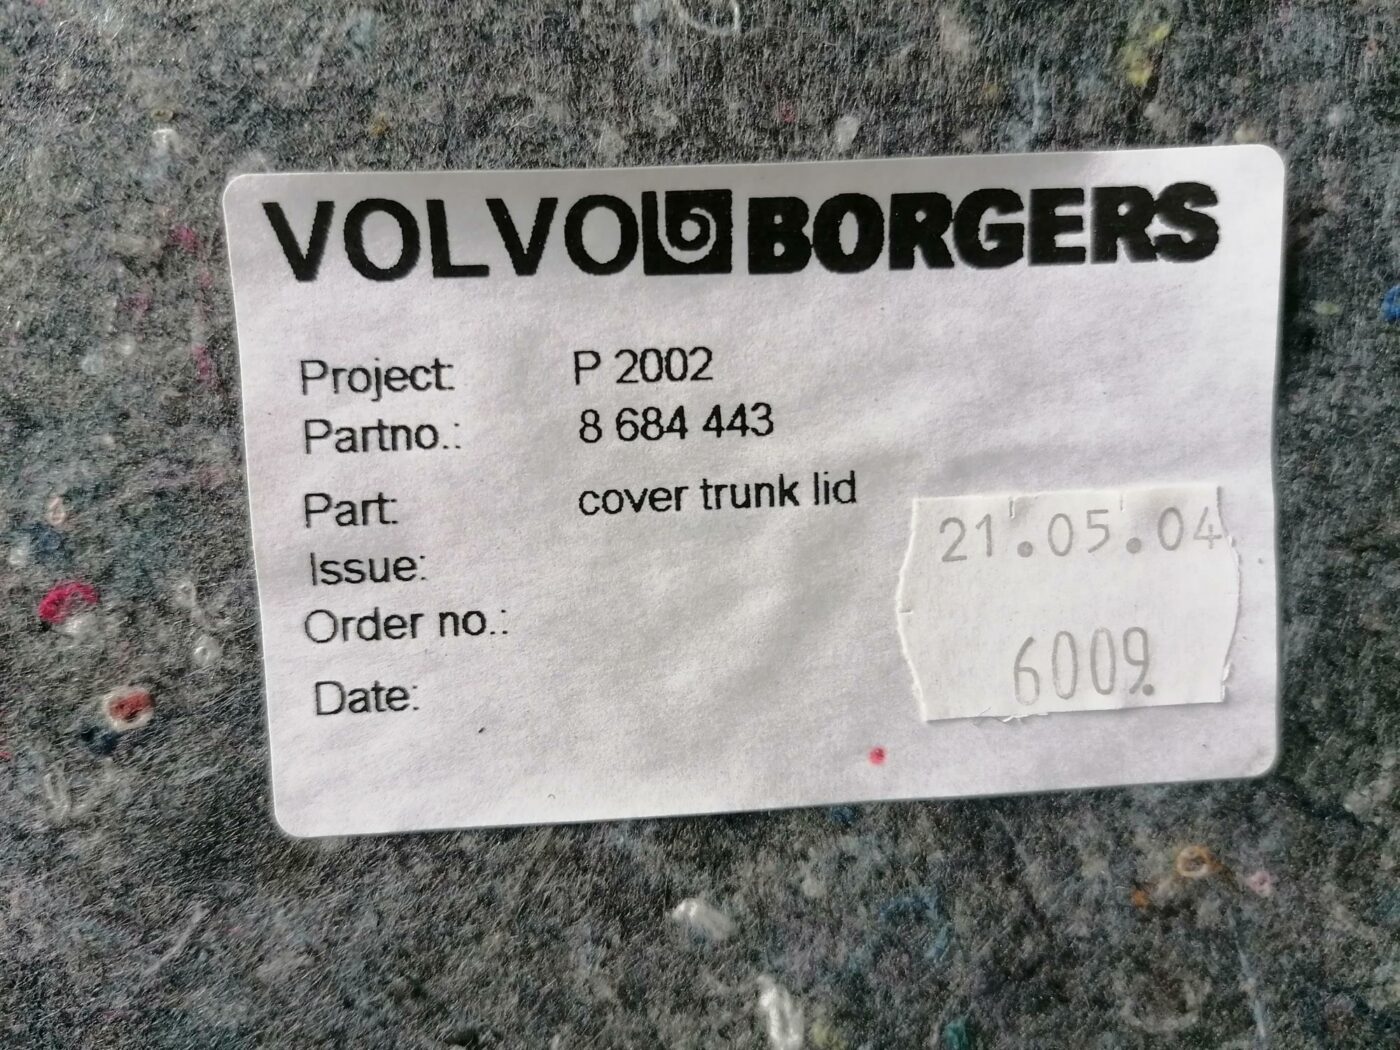 VOLVO BORGERS
Project: P 2002
Partno.: 8 684 443
Part: cover trunk lid
Issue:
Order no.:
Date:
21.05.04
6009.